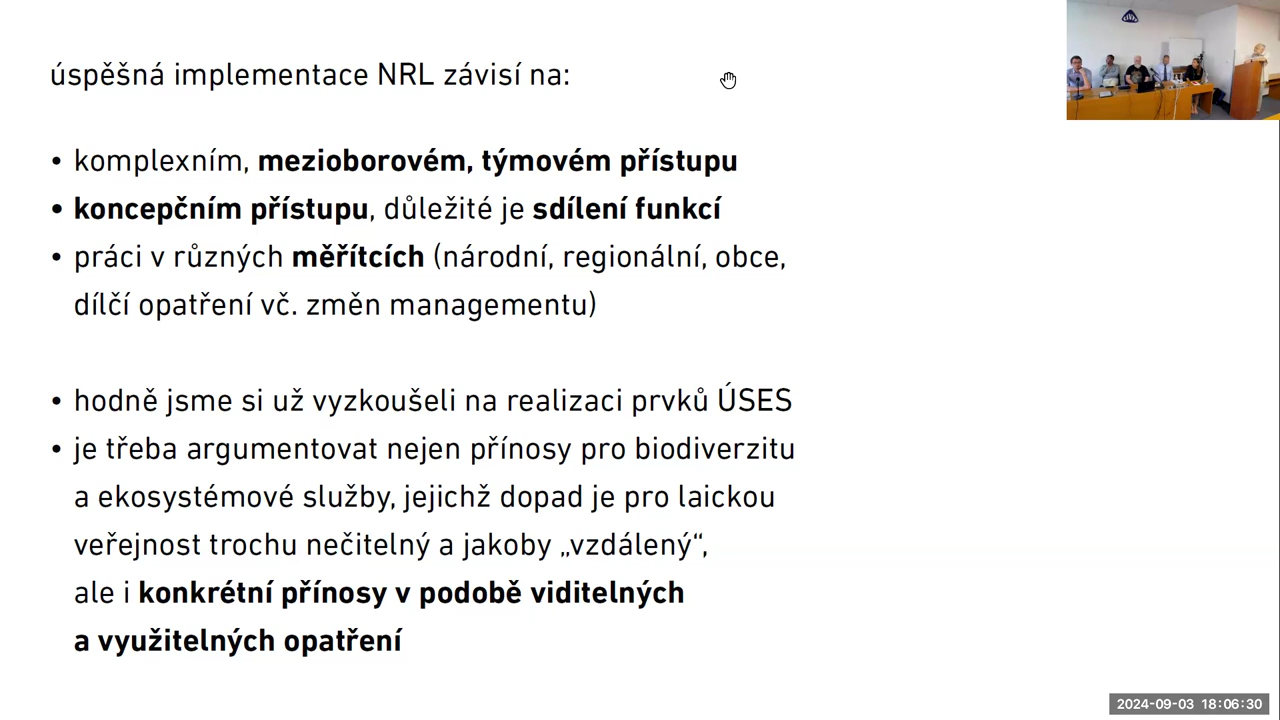 úspěšná implementace NRL závisí na:
• komplexním, mezioborovém, týmovém přístupu
• koncepčním přístupu, důležité je sdílení funkcí
• práci v různých měřítcích (národní, regionální, obce,
dílčí opatření vč. změn managementu)
• hodně jsme si už vyzkoušeli na realizaci prvků ÚSES
• je třeba argumentovat nejen přínosy pro biodiverzitu
a ekosystémové služby, jejichž dopad je pro laickou
veřejnost trochu nečitelný a jakoby „vzdálený“,
ale i konkrétní přínosy v podobě viditelných
a využitelných opatření
2024-09-03 18:06:30